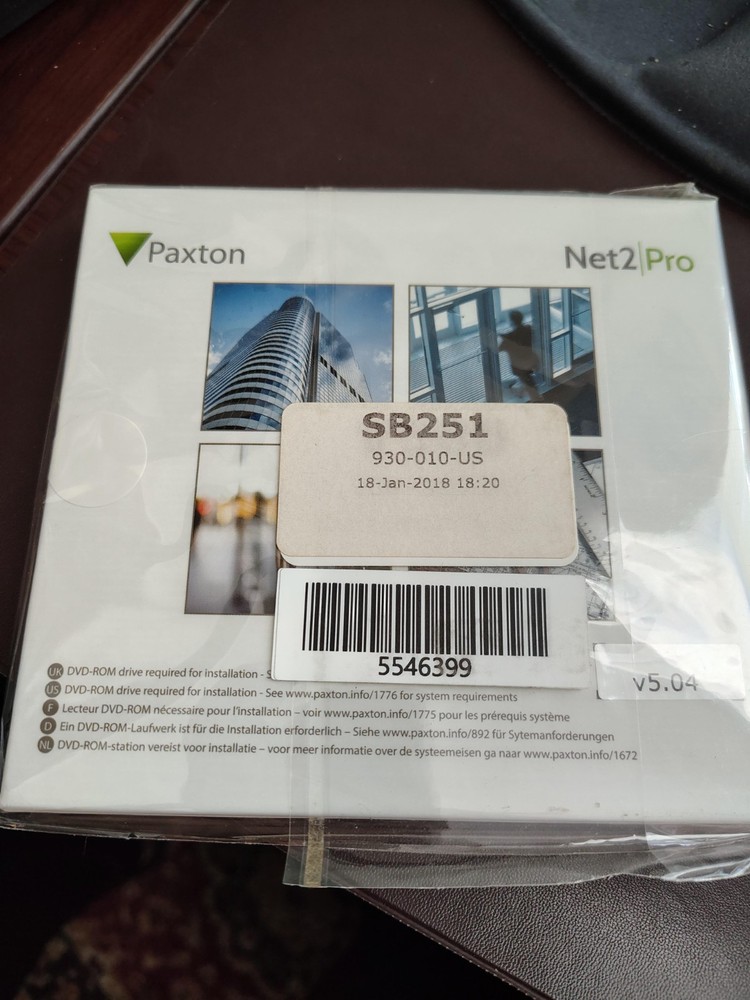 Paxton
Net2|Pro
SB251
930-010-US
18-Jan-2018 18:20
5546399
v5.04
UK DVD-ROM drive required for installation - S
US DVD-ROM drive required for installation - See www.paxton.info/1776 for system requirements
F Lecteur DVD-ROM nécessaire pour l'installation – voir www.paxton.info/1775 pour les prérequis système
D Ein DVD-ROM-Laufwerk ist für die Installation erforderlich – Siehe www.paxton.info/892 für Sytemanforderungen
NL DVD-ROM-station vereist voor installatie – voor meer informatie over de systeemeisen ga naar www.paxton.info/1672